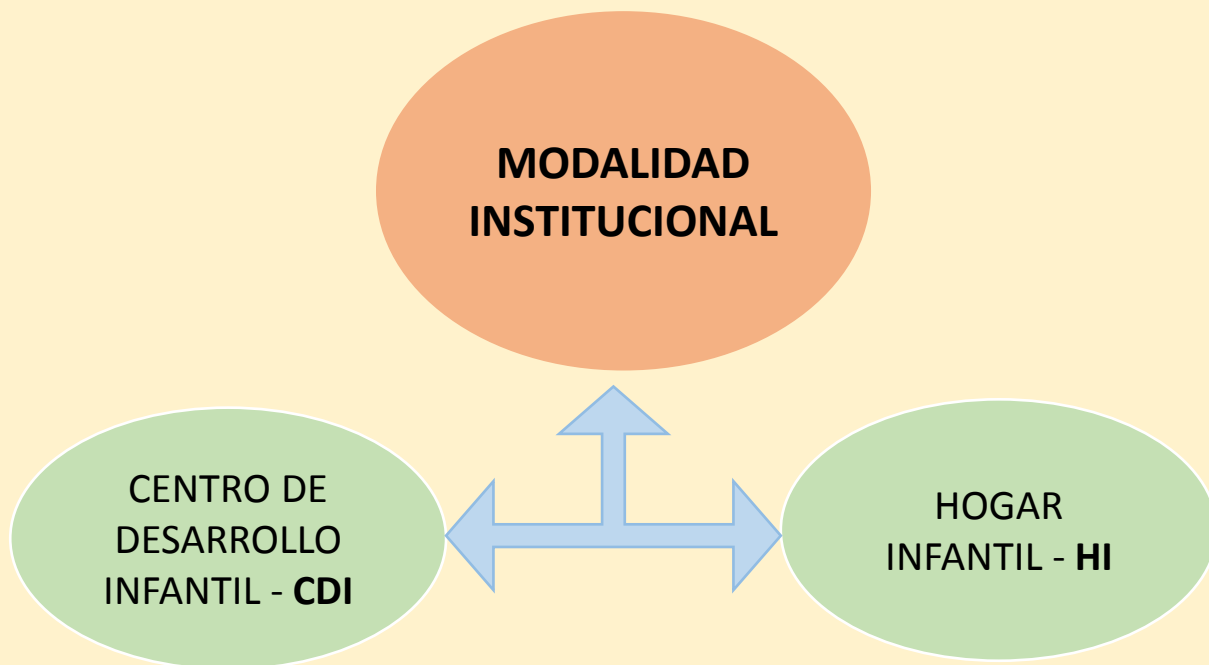 MODALIDAD
INSTITUCIONAL
CENTRO DE
DESARROLLO
INFANTIL - CDI
HOGAR
INFANTIL - HI